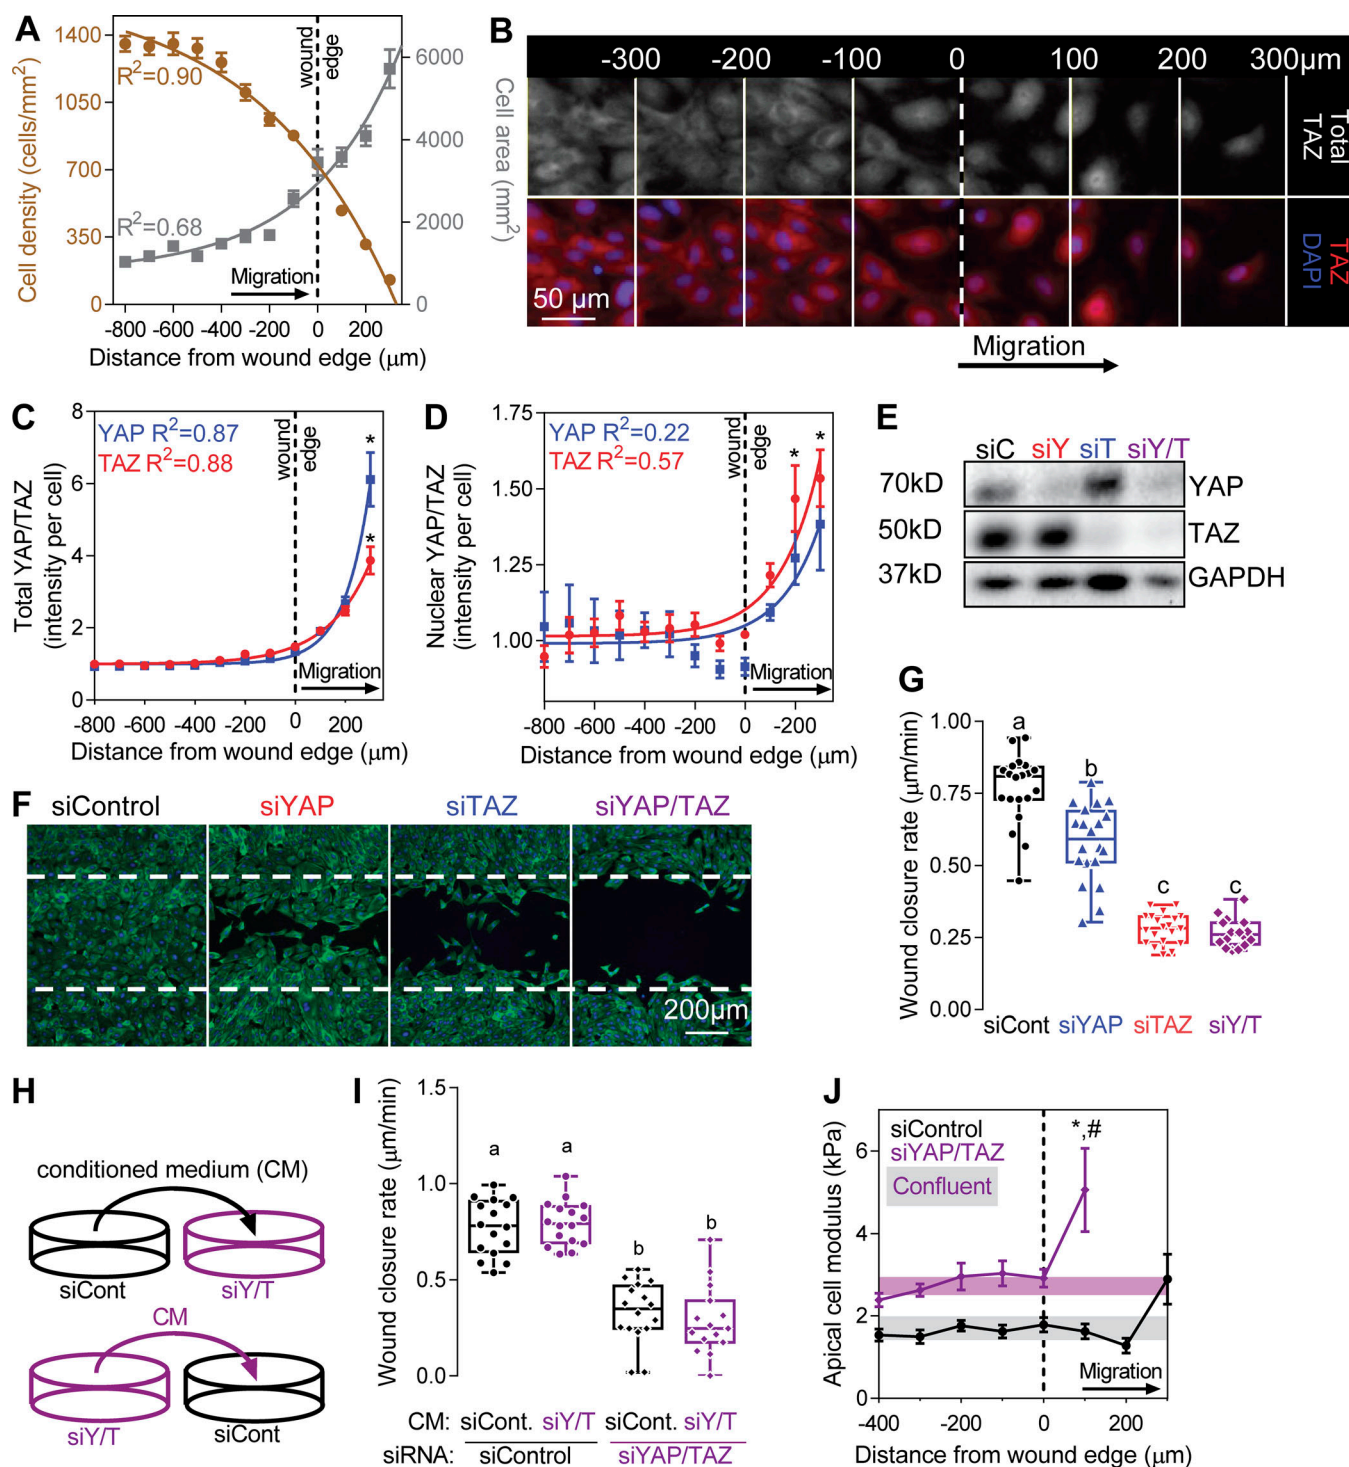 A
Cell density (cells/mm²)
1400
1050
700
350
0
R²=0.90
R²=0.68
wound
edge
Migration
6000
4000
2000
0
Cell area (mm²)
-800 -600 -400 -200 0 200
Distance from wound edge (μm)
B
-300 -200 -100 0 100 200 300μm
Total
TAZ
TAZ
DAPI
50 μm
Migration
C
Total YAP/TAZ
(intensity per cell)
8
6
4
2
0
YAP R²=0.87
TAZ R²=0.88
wound
edge
*
*
Migration
-800 -600 -400 -200 0 200
Distance from wound edge (μm)
D
Nuclear YAP/TAZ
(intensity per cell)
1.75
1.50
1.25
1.00
YAP R²=0.22
TAZ R²=0.57
wound
edge
* *
Migration
-800 -600 -400 -200 0 -200
Distance from wound edge (μm)
E
siC siY siT siY/T
70kD YAP
50kD TAZ
37kD GAPDH
F
siControl siYAP siTAZ siYAP/TAZ
200μm
G
Wound closure rate (μm/min)
1.00
0.75
0.50
0.25
0.00
a
b
c c
siCont siYAP siTAZ siY/T
H
conditioned medium (CM)
siCont siY/T
CM
siY/T siCont
I
Wound closure rate (μm/min)
1.5
1.0
0.5
0.0
a a
b b
CM: siCont. siY/T siCont. siY/T
siRNA: siControl siYAP/TAZ
J
Apical cell modulus (kPa)
6
4
2
0
siControl
siYAP/TAZ
Confluent
*,#
Migration
-400 -200 0 200
Distance from wound edge (μm)